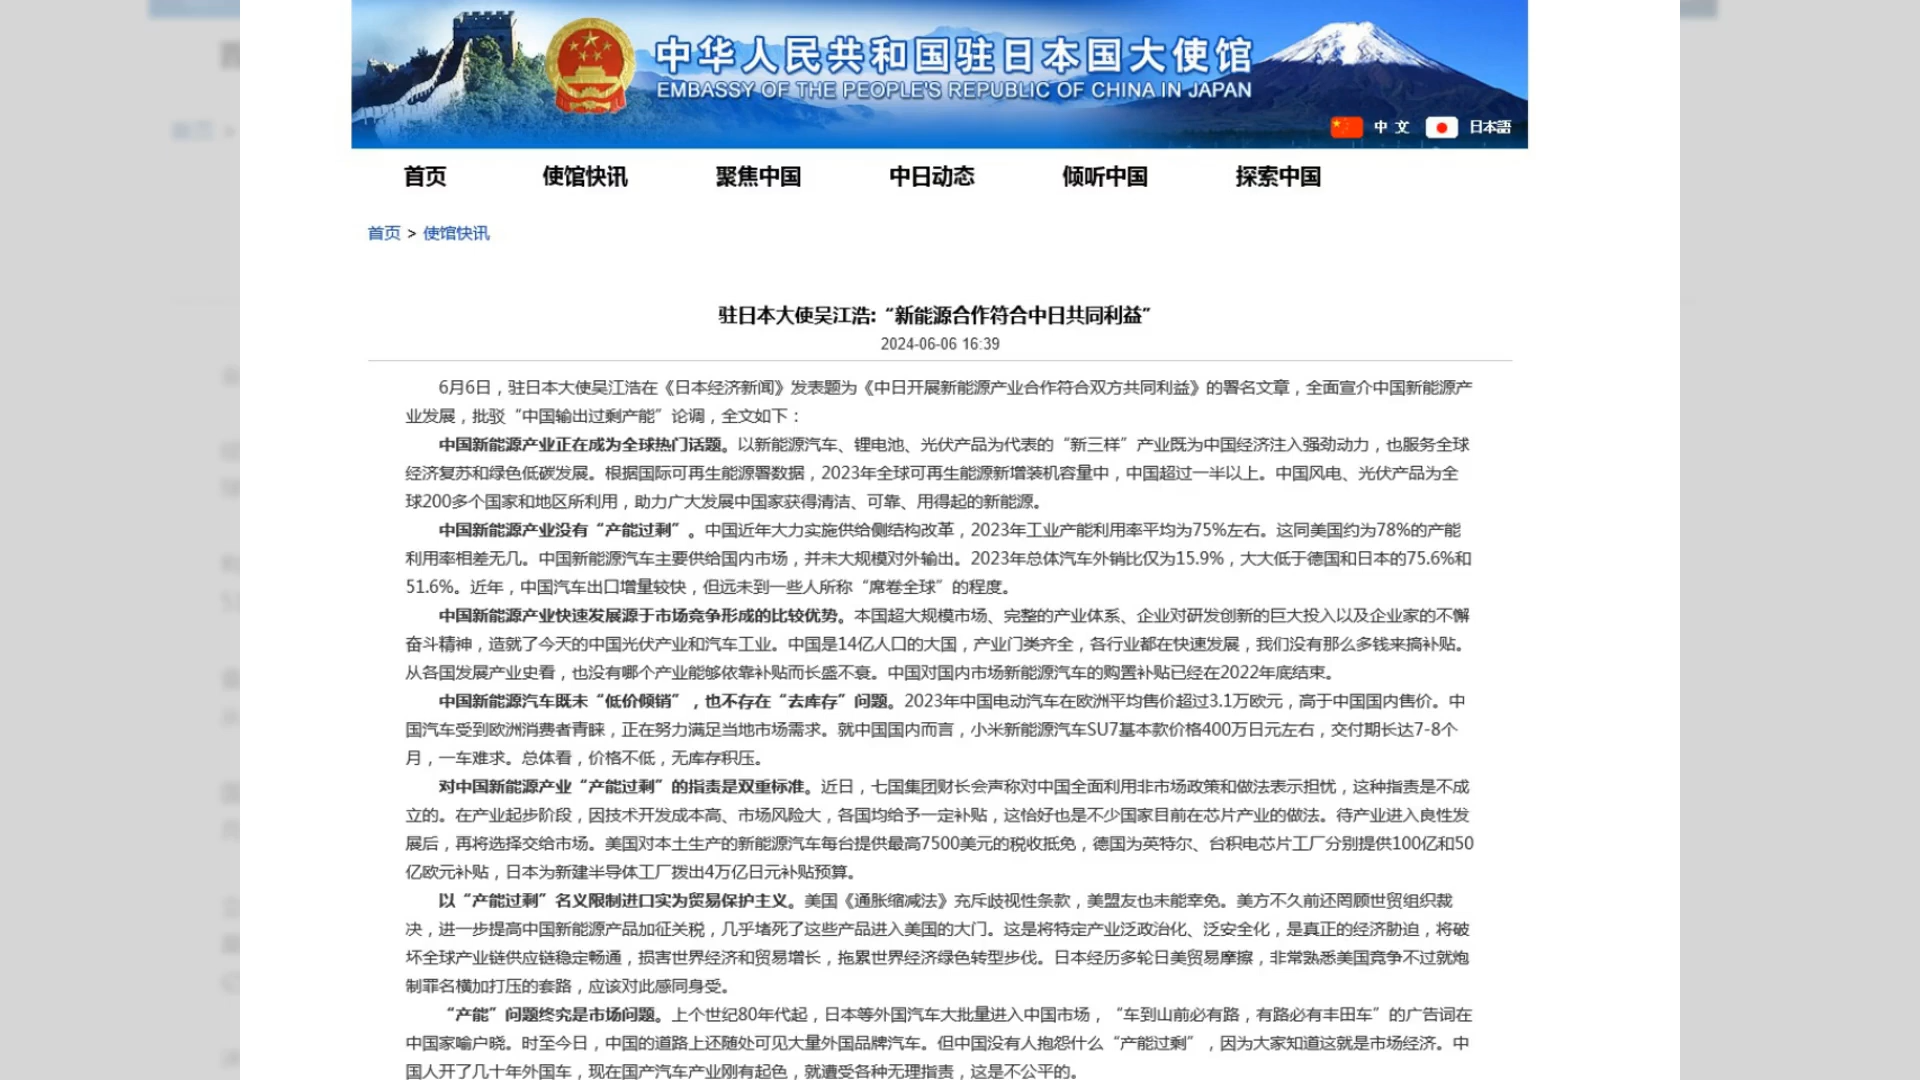 中华人民共和国驻日本国大使馆
EMBASSY OF THE PEOPLE'S REPUBLIC OF CHINA IN JAPAN
中 文 日本語
首页 使馆快讯 聚焦中国 中日动态 倾听中国 探索中国
首页 > 使馆快讯
驻日本大使吴江浩:“新能源合作符合中日共同利益”
2024-06-06 16:39
6月6日，驻日本大使吴江浩在《日本经济新闻》发表题为《中日开展新能源产业合作符合双方共同利益》的署名文章，全面宣介中国新能源产
业发展，批驳“中国输出过剩产能”论调，全文如下：
中国新能源产业正在成为全球热门话题。以新能源汽车、锂电池、光伏产品为代表的“新三样”产业既为中国经济注入强劲动力，也服务全球
经济复苏和绿色低碳发展。根据国际可再生能源署数据，2023年全球可再生能源新增装机容量中，中国超过一半以上。中国风电、光伏产品为全
球200多个国家和地区所利用，助力广大发展中国家获得清洁、可靠、用得起的新能源。
中国新能源产业没有“产能过剩”。中国近年大力实施供给侧结构改革，2023年工业产能利用率平均为75%左右。这同美国约为78%的产能
利用率相差无几。中国新能源汽车主要供给国内市场，并未大规模对外输出。2023年总体汽车外销比仅为15.9%，大大低于德国和日本的75.6%和
51.6%。近年，中国汽车出口增量较快，但远未到一些人所称“席卷全球”的程度。
中国新能源产业快速发展源于市场竞争形成的比较优势。本国超大规模市场、完整的产业体系、企业对研发创新的巨大投入以及企业家的不懈
奋斗精神，造就了今天的中国光伏产业和汽车工业。中国是14亿人口的大国，产业门类齐全，各行业都在快速发展，我们没有那么多钱来搞补贴。
从各国发展产业史看，也没有哪个产业能够依靠补贴而长盛不衰。中国对国内市场新能源汽车的购置补贴已经在2022年底结束。
中国新能源汽车既未“低价倾销”，也不存在“去库存”问题。2023年中国电动汽车在欧洲平均售价超过3.1万欧元，高于中国国内售价。中
国汽车受到欧洲消费者青睐，正在努力满足当地市场需求。就中国国内而言，小米新能源汽车SU7基本款价格400万日元左右，交付期长达7-8个
月，一车难求。总体看，价格不低，无库存积压。
对中国新能源产业“产能过剩”的指责是双重标准。近日，七国集团财长会声称对中国全面利用非市场政策和做法表示担忧，这种指责是不成
立的。在产业起步阶段，因技术开发成本高、市场风险大，各国均给予一定补贴，这恰好也是不少国家目前在芯片产业的做法。待产业进入良性发
展后，再将选择交给市场。美国对本土生产的新能源汽车每台提供最高7500美元的税收抵免，德国为英特尔、台积电芯片工厂分别提供100亿和50
亿欧元补贴，日本为新建半导体工厂拨出4万亿日元补贴预算。
以“产能过剩”名义限制进口实为贸易保护主义。美国《通胀缩减法》充斥歧视性条款，美盟友也未能幸免。美方不久前还罔顾世贸组织裁
决，进一步提高中国新能源产品加征关税，几乎堵死了这些产品进入美国的大门。这是将特定产业泛政治化、泛安全化，是真正的经济胁迫，将破
坏全球产业链供应链稳定畅通，损害世界经济和贸易增长，拖累世界经济绿色转型步伐。日本经历多轮日美贸易摩擦，非常熟悉美国竞争不过就炮
制罪名横加打压的套路，应该对此感同身受。
“产能”问题终究是市场问题。上个世纪80年代起，日本等外国汽车大批量进入中国市场，“车到山前必有路，有路必有丰田车”的广告词在
中国家喻户晓。时至今日，中国的道路上还随处可见大量外国品牌汽车。但中国没有人抱怨什么“产能过剩”，因为大家知道这就是市场经济。中
国人开了几十年外国车，现在国产汽车产业刚有起色，就遭受各种无理指责，这是不公平的。